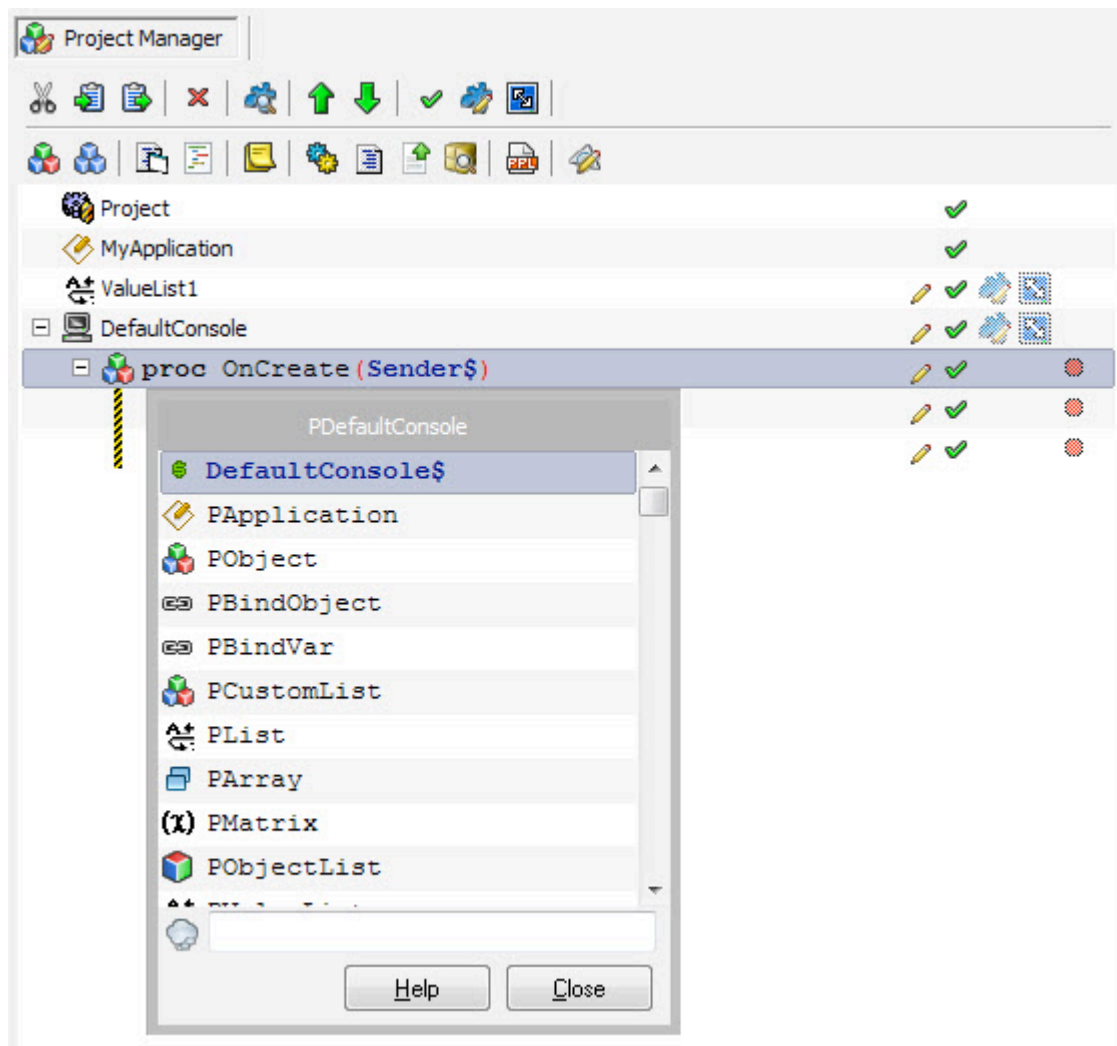 Project Manager
PPL
Project
MyApplication
ValueList1
DefaultConsole
proc OnCreate(Sender$)
PDefaultConsole
$ DefaultConsole$
PApplication
PObject
PBindObject
PBindVar
PCustomList
PList
PArray
(X) PMatrix
PObjectList
Help
Close